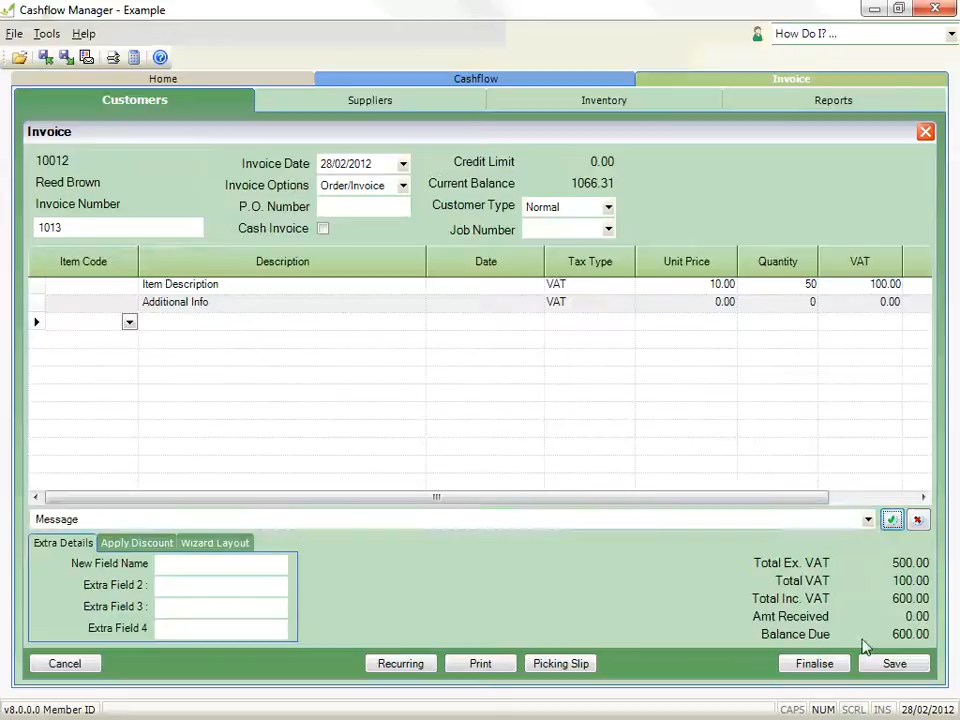 Cashflow Manager - Example
File Tools Help
How Do I? ...
Home Cashflow Invoice
Customers Suppliers Inventory Reports
Invoice
10012
Reed Brown
Invoice Number
1013
Invoice Date 28/02/2012
Invoice Options Order/Invoice
P.O. Number
Cash Invoice
Credit Limit 0.00
Current Balance 1066.31
Customer Type Normal
Job Number
Item Code Description Date Tax Type Unit Price Quantity VAT
Item Description VAT 10.00 50 100.00
Additional Info VAT 0.00 0 0.00
Message
Extra Details Apply Discount Wizard Layout
New Field Name
Extra Field 2 :
Extra Field 3 :
Extra Field 4
Total Ex. VAT 500.00
Total VAT 100.00
Total Inc. VAT 600.00
Amt Received 0.00
Balance Due 600.00
Cancel Recurring Print Picking Slip Finalise Save
v8.0.0.0 Member ID CAPS NUM SCRL INS 28/02/2012